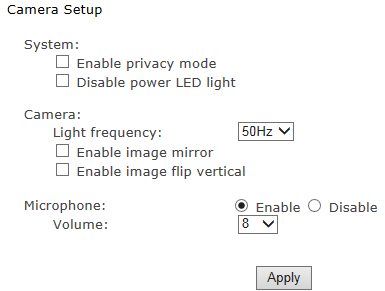 Camera Setup
System:
Enable privacy mode
Disable power LED light
Camera:
Light frequency: 50Hz
Enable image mirror
Enable image flip vertical
Microphone: Enable Disable
Volume: 8
Apply